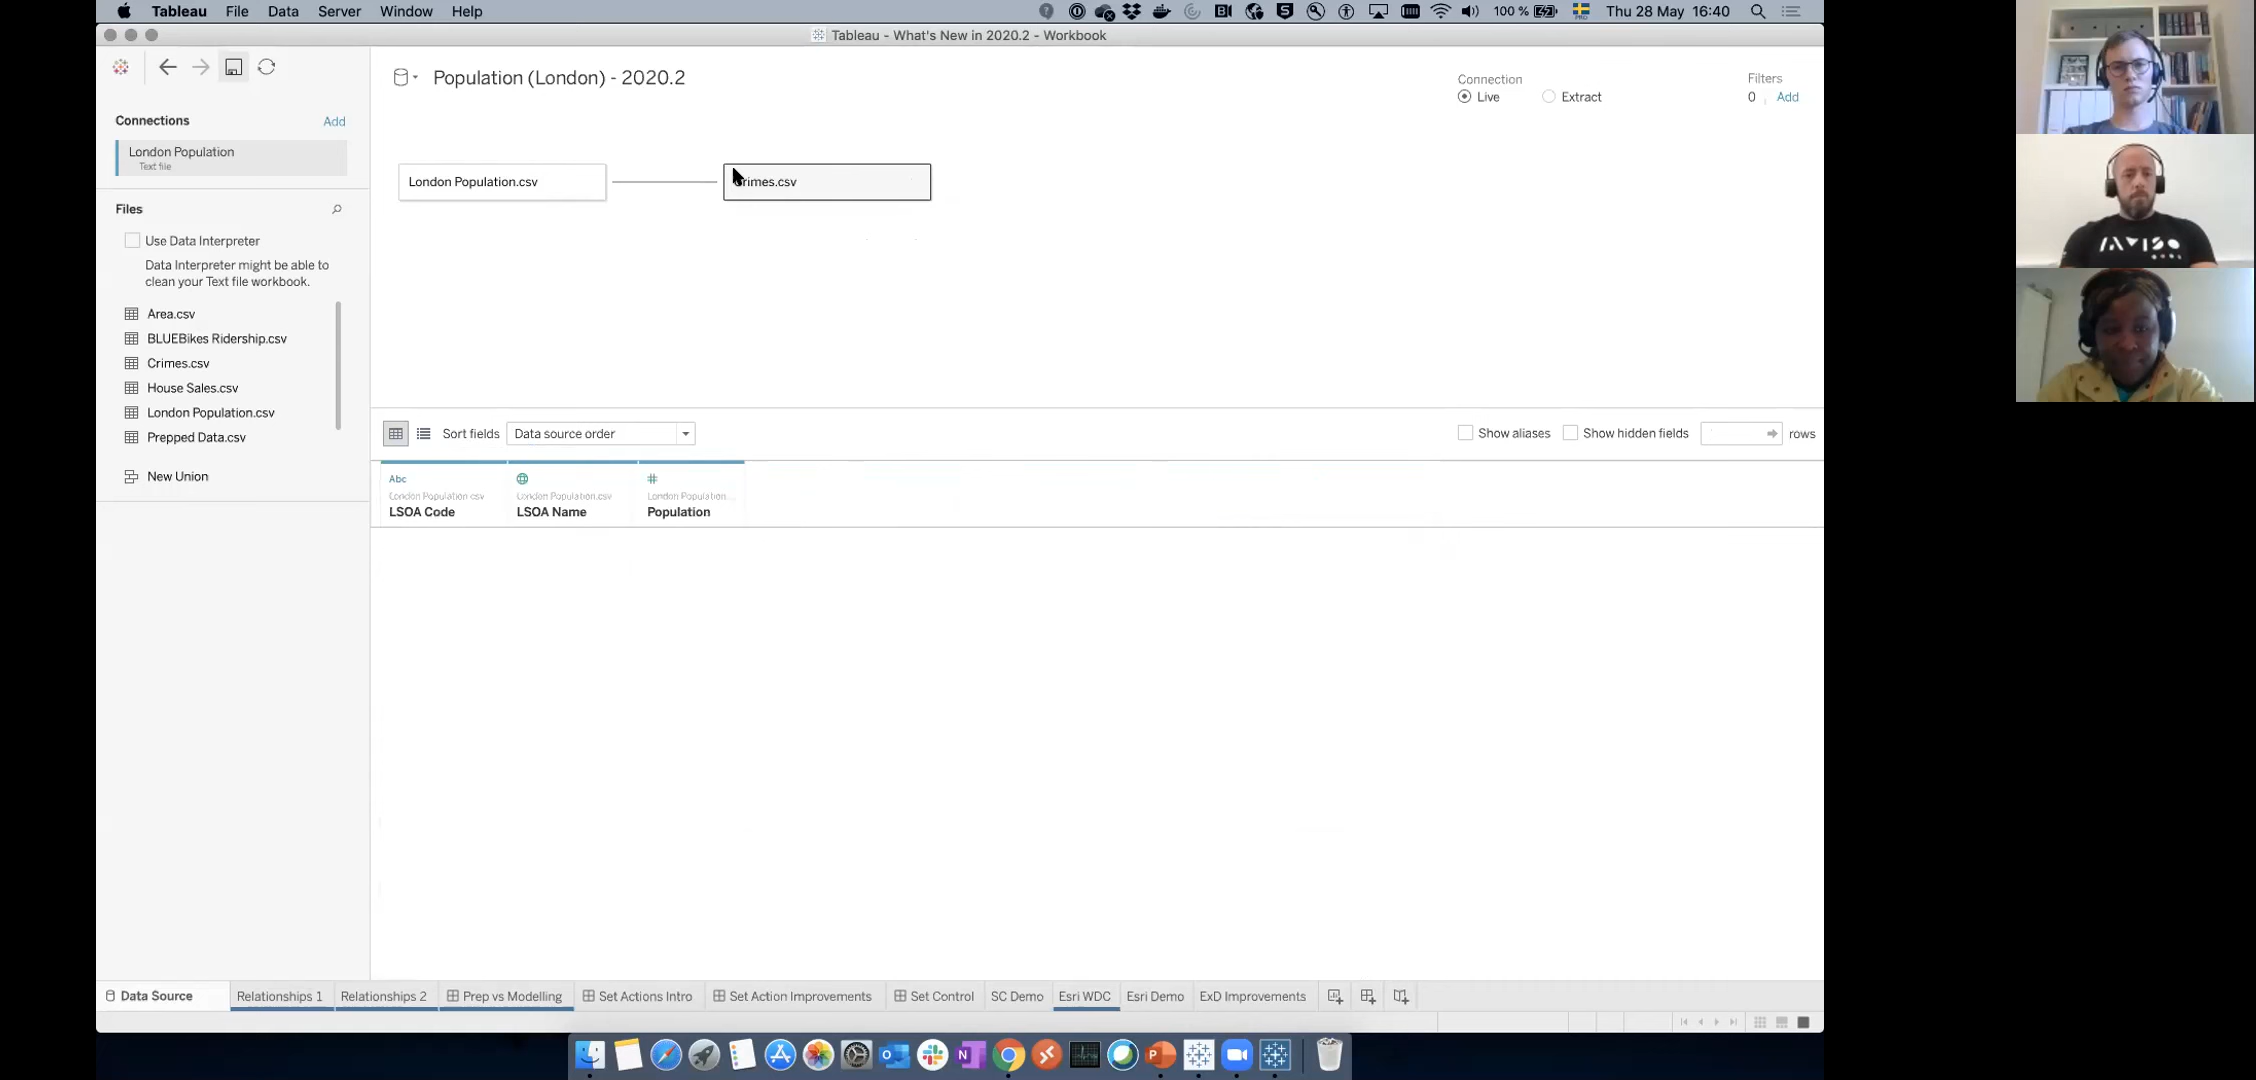 Tableau File Data Server Window Help
100 % Thu 28 May 16:40
Tableau - What's New in 2020.2 - Workbook
Population (London) - 2020.2
Connection
Live Extract
Filters
0 Add
Connections Add
London Population
Text file
London Population.csv
Crimes.csv
Files
Use Data Interpreter
Data Interpreter might be able to
clean your Text file workbook.
Area.csv
BLUEBikes Ridership.csv
Crimes.csv
House Sales.csv
London Population.csv
Prepped Data.csv
New Union
Sort fields Data source order
Show aliases Show hidden fields rows
Abc
London Population.csv
LSOA Code
London Population.csv
LSOA Name
#
London Population...
Population
Data Source Relationships 1 Relationships 2 Prep vs Modelling Set Actions Intro Set Action Improvements Set Control SC Demo Esri WDC Esri Demo ExD Improvements
AVISO